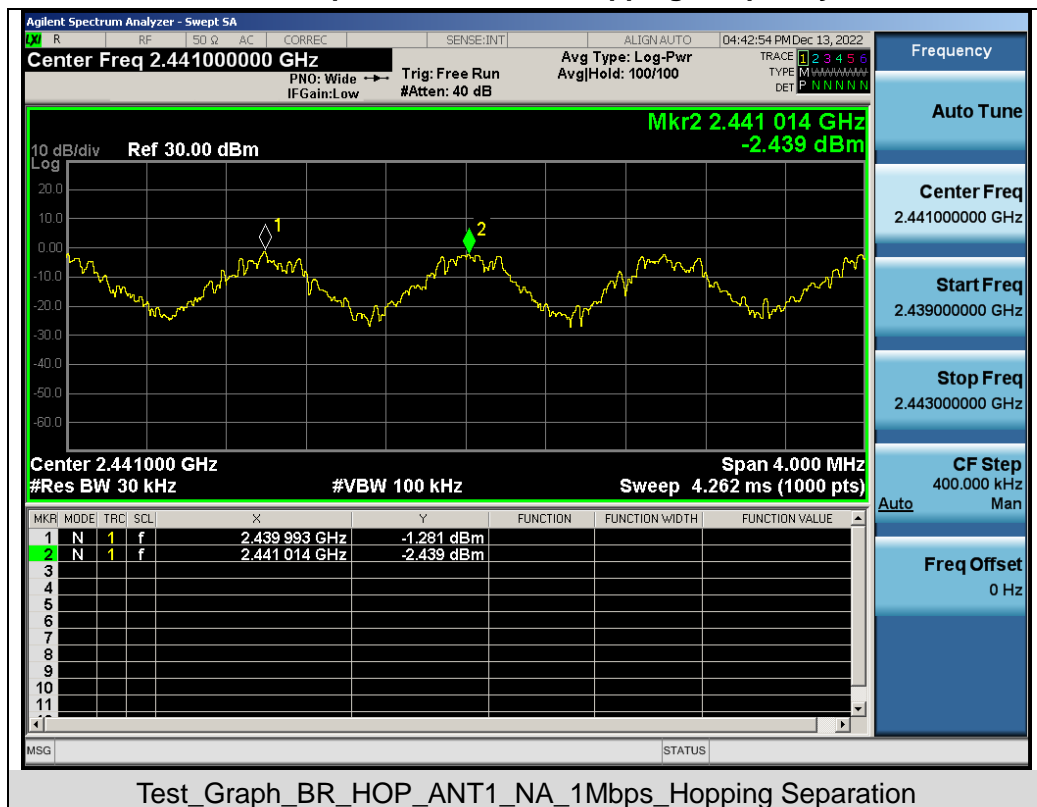 Agilent Spectrum Analyzer - Swept SA
LXI R RF 50 Ω AC CORREC SENSE:INT ALIGN AUTO 04:42:54 PM Dec 13, 2022
Center Freq 2.441000000 GHz
PNO: Wide
IFGain:Low
Trig: Free Run
#Atten: 40 dB
Avg Type: Log-Pwr
Avg|Hold: 100/100
TRACE 1 2 3 4 5 6
TYPE M
DET P N N N N N
Mkr2 2.441 014 GHz
-2.439 dBm
10 dB/div Ref 30.00 dBm
Log
20.0
10.0
0.00
-10.0
-20.0
-30.0
-40.0
-50.0
-60.0
1
2
Center 2.441000 GHz
Span 4.000 MHz
#Res BW 30 kHz #VBW 100 kHz Sweep 4.262 ms (1000 pts)
MKR MODE TRC SCL X Y FUNCTION FUNCTION WIDTH FUNCTION VALUE
1 N 1 f 2.439 993 GHz -1.281 dBm
2 N 1 f 2.441 014 GHz -2.439 dBm
3
4
5
6
7
8
9
10
11
MSG STATUS
Frequency
Auto Tune
Center Freq
2.441000000 GHz
Start Freq
2.439000000 GHz
Stop Freq
2.443000000 GHz
CF Step
400.000 kHz
Auto Man
Freq Offset
0 Hz
Test_Graph_BR_HOP_ANT1_NA_1Mbps_Hopping Separation